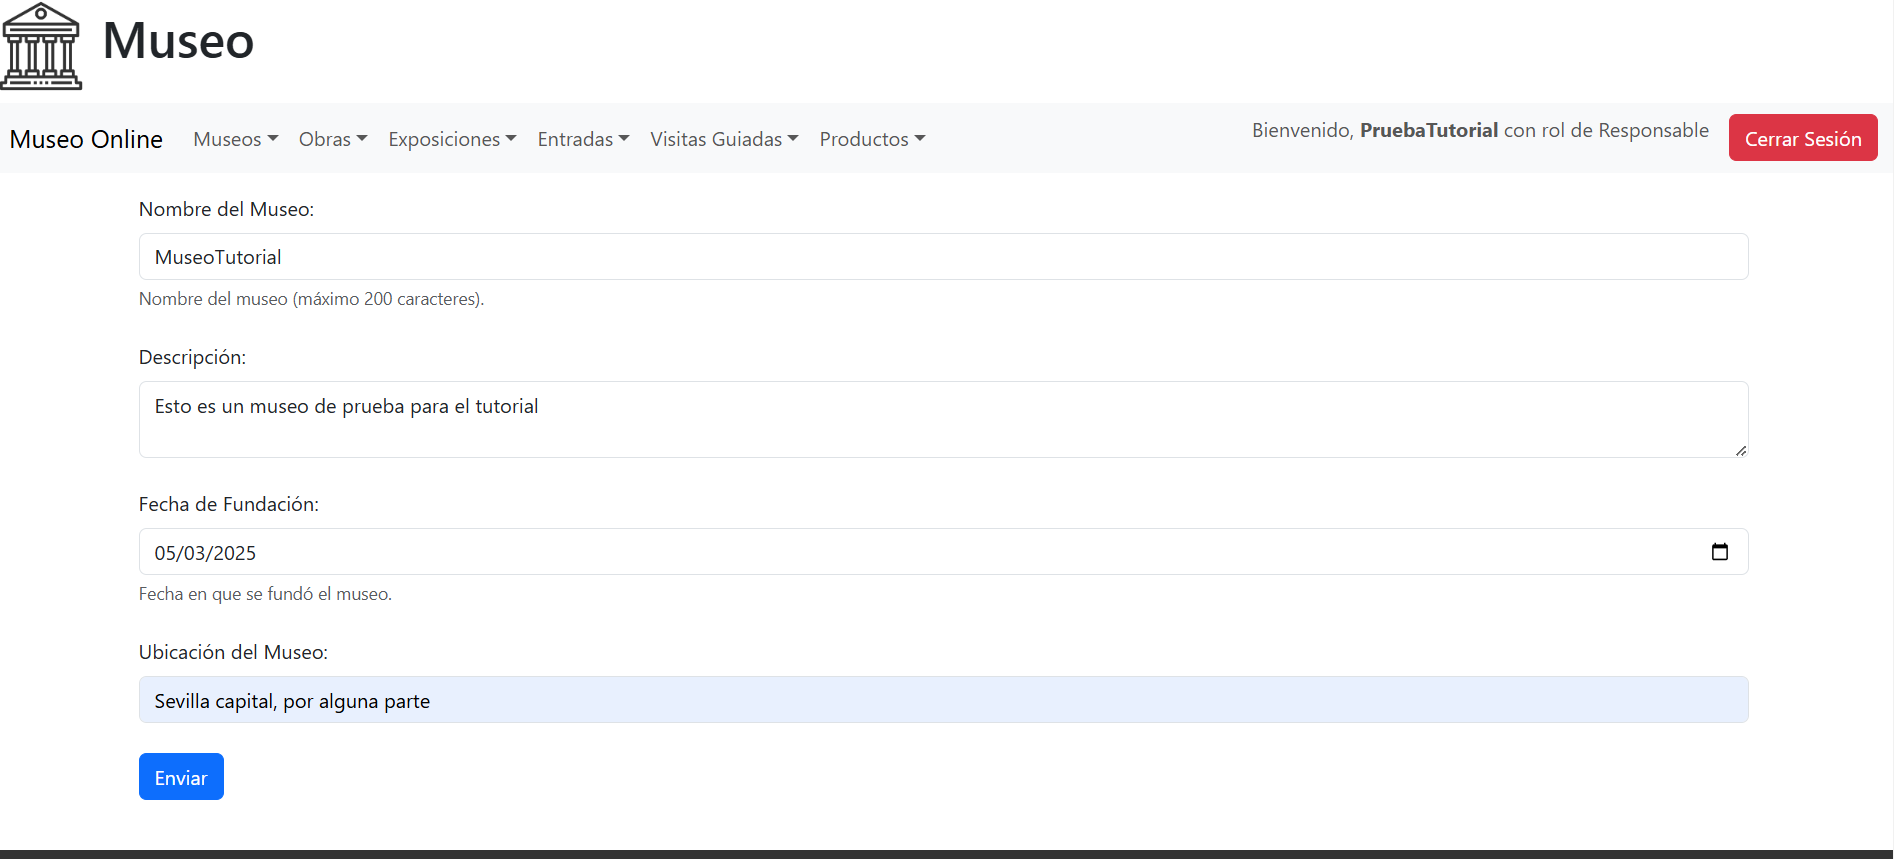 Museo
Museo Online Museos Obras Exposiciones Entradas Visitas Guiadas Productos Bienvenido, PruebaTutorial con rol de Responsable Cerrar Sesión
Nombre del Museo:
MuseoTutorial
Nombre del museo (máximo 200 caracteres).
Descripción:
Esto es un museo de prueba para el tutorial
Fecha de Fundación:
05/03/2025
Fecha en que se fundó el museo.
Ubicación del Museo:
Sevilla capital, por alguna parte
Enviar